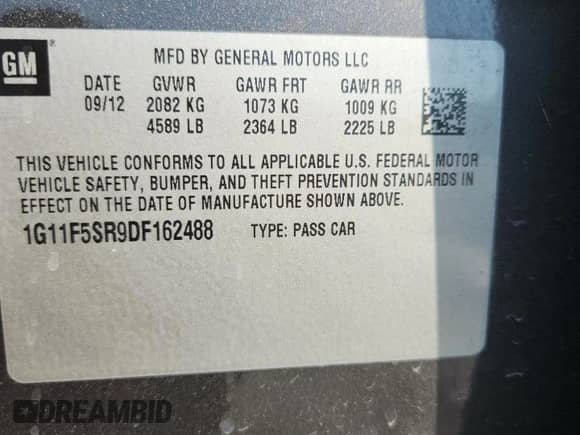 GM ®
MFD BY GENERAL MOTORS LLC
DATE GVWR GAWR FRT GAWR RR
09/12 2082 KG 1073 KG 1009 KG
4589 LB 2364 LB 2225 LB
THIS VEHICLE CONFORMS TO ALL APPLICABLE U.S. FEDERAL MOTOR
VEHICLE SAFETY, BUMPER, AND THEFT PREVENTION STANDARDS IN
EFFECT ON THE DATE OF MANUFACTURE SHOWN ABOVE.
1G11F5SR9DF162488 TYPE: PASS CAR
DREAMBID